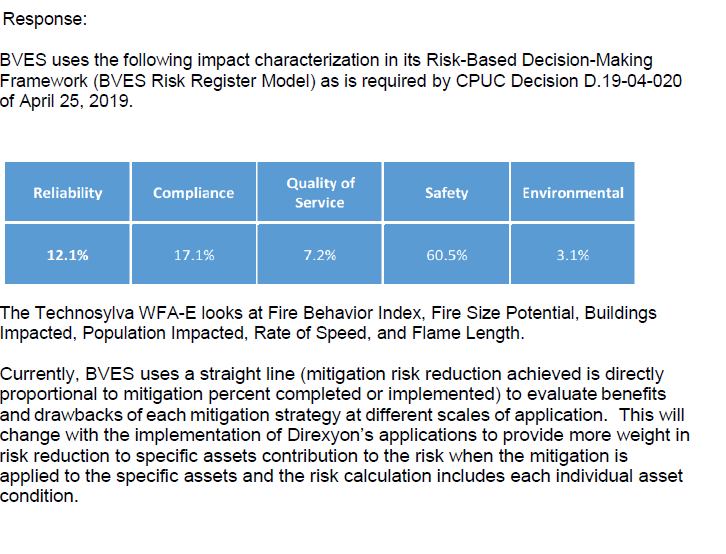 Response:
BVES uses the following impact characterization in its Risk-Based Decision-Making
Framework (BVES Risk Register Model) as is required by CPUC Decision D.19-04-020
of April 25, 2019.
Reliability Compliance Quality of Service Safety Environmental
12.1% 17.1% 7.2% 60.5% 3.1%
The Technosylva WFA-E looks at Fire Behavior Index, Fire Size Potential, Buildings
Impacted, Population Impacted, Rate of Speed, and Flame Length.
Currently, BVES uses a straight line (mitigation risk reduction achieved is directly
proportional to mitigation percent completed or implemented) to evaluate benefits
and drawbacks of each mitigation strategy at different scales of application.  This will
change with the implementation of Direxyon's applications to provide more weight in
risk reduction to specific assets contribution to the risk when the mitigation is
applied to the specific assets and the risk calculation includes each individual asset
condition.